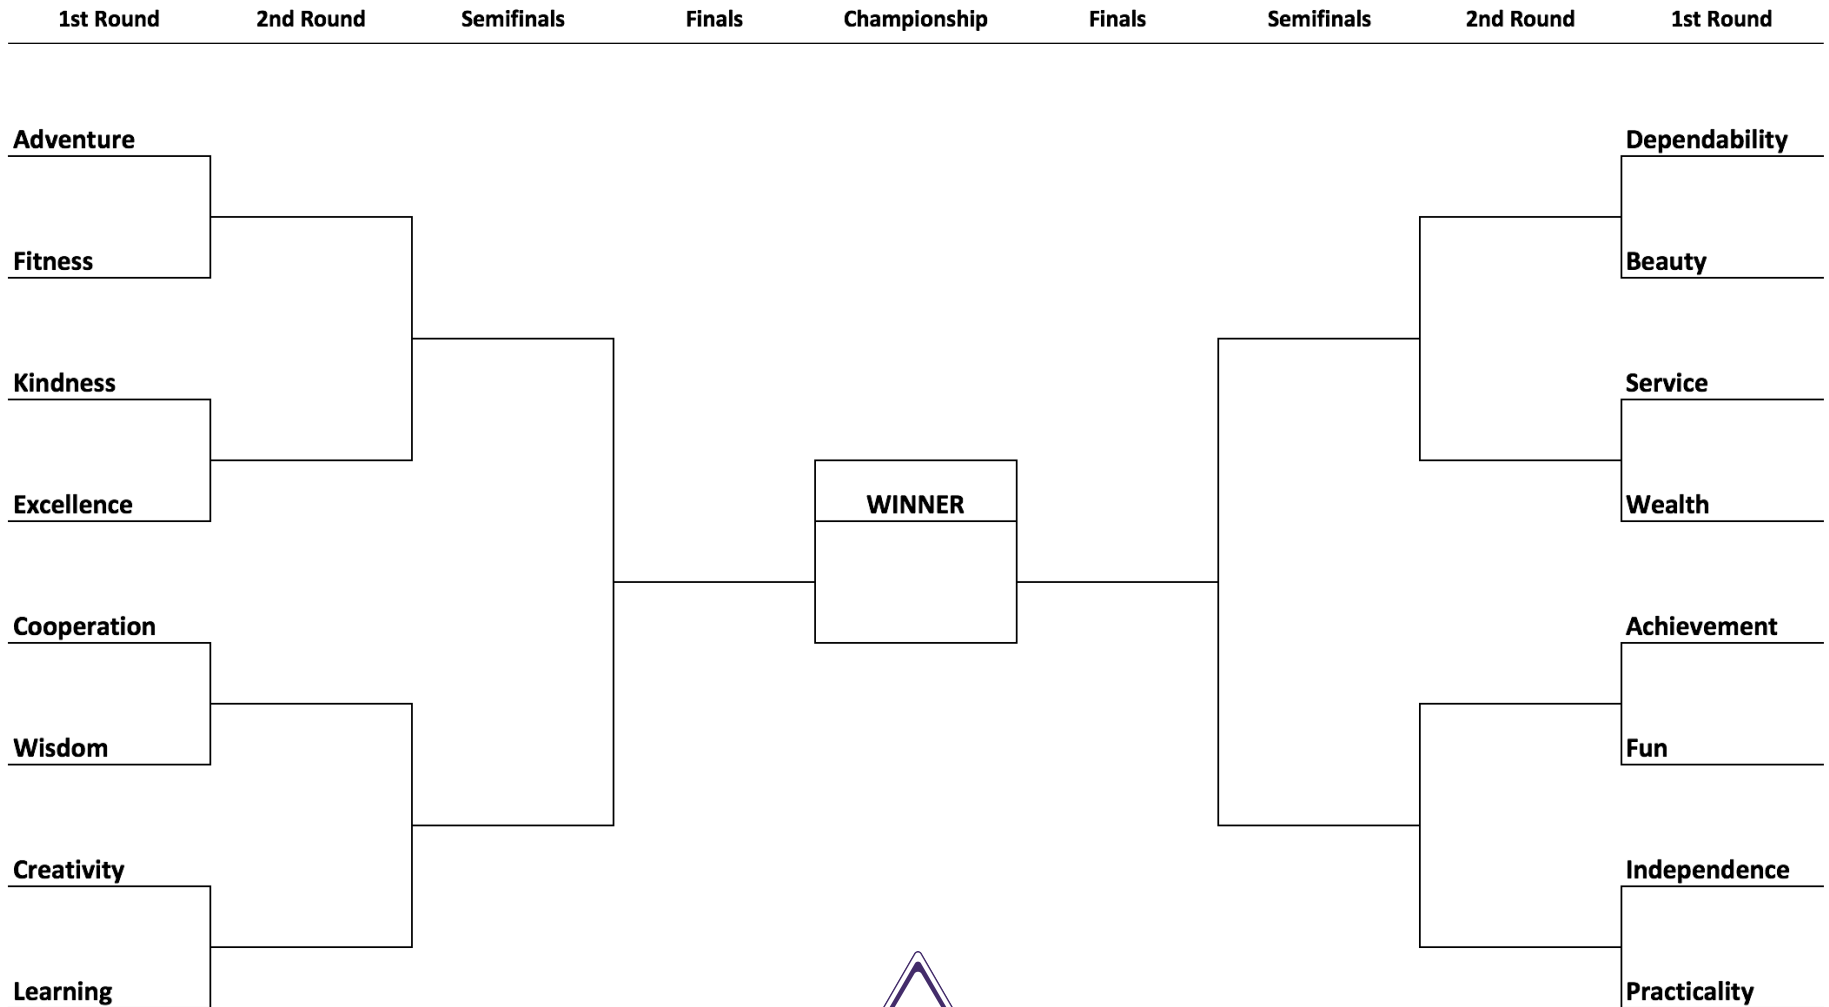 1st Round 2nd Round Semifinals Finals Championship Finals Semifinals 2nd Round 1st Round
Adventure Dependability
Fitness Beauty
Kindness Service
Excellence WINNER Wealth
Cooperation Achievement
Wisdom Fun
Creativity Independence
Learning Practicality